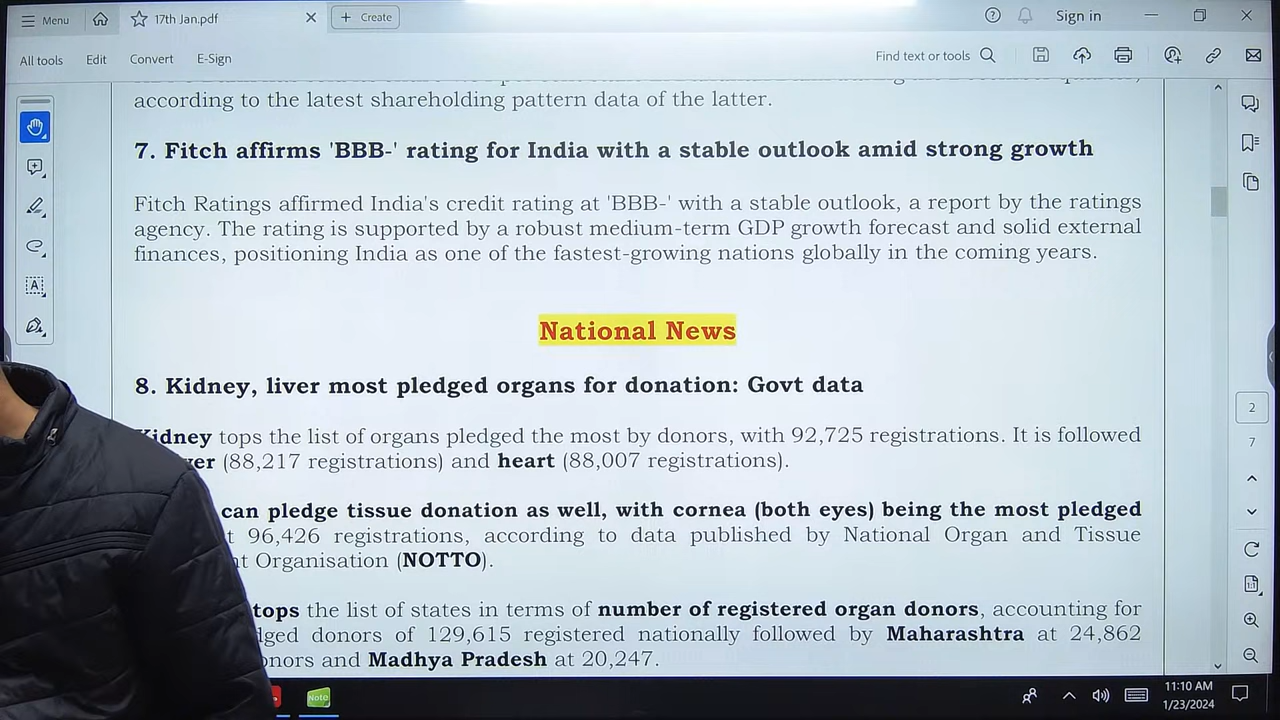 Menu
17th Jan.pdf
Create
Sign in
All tools
Edit
Convert
E-Sign
Find text or tools
according to the latest shareholding pattern data of the latter.
7. Fitch affirms 'BBB-' rating for India with a stable outlook amid strong growth
Fitch Ratings affirmed India's credit rating at 'BBB-' with a stable outlook, a report by the ratings
agency. The rating is supported by a robust medium-term GDP growth forecast and solid external
finances, positioning India as one of the fastest-growing nations globally in the coming years.
National News
8. Kidney, liver most pledged organs for donation: Govt data
Kidney tops the list of organs pledged the most by donors, with 92,725 registrations. It is followed
(88,217 registrations) and heart (88,007 registrations).
can pledge tissue donation as well, with cornea (both eyes) being the most pledged
96,426 registrations, according to data published by National Organ and Tissue
Organisation (NOTTO).
tops the list of states in terms of number of registered organ donors, accounting for
donors of 129,615 registered nationally followed by Maharashtra at 24,862
and Madhya Pradesh at 20,247.
2
7
Note
11:10 AM
1/23/2024